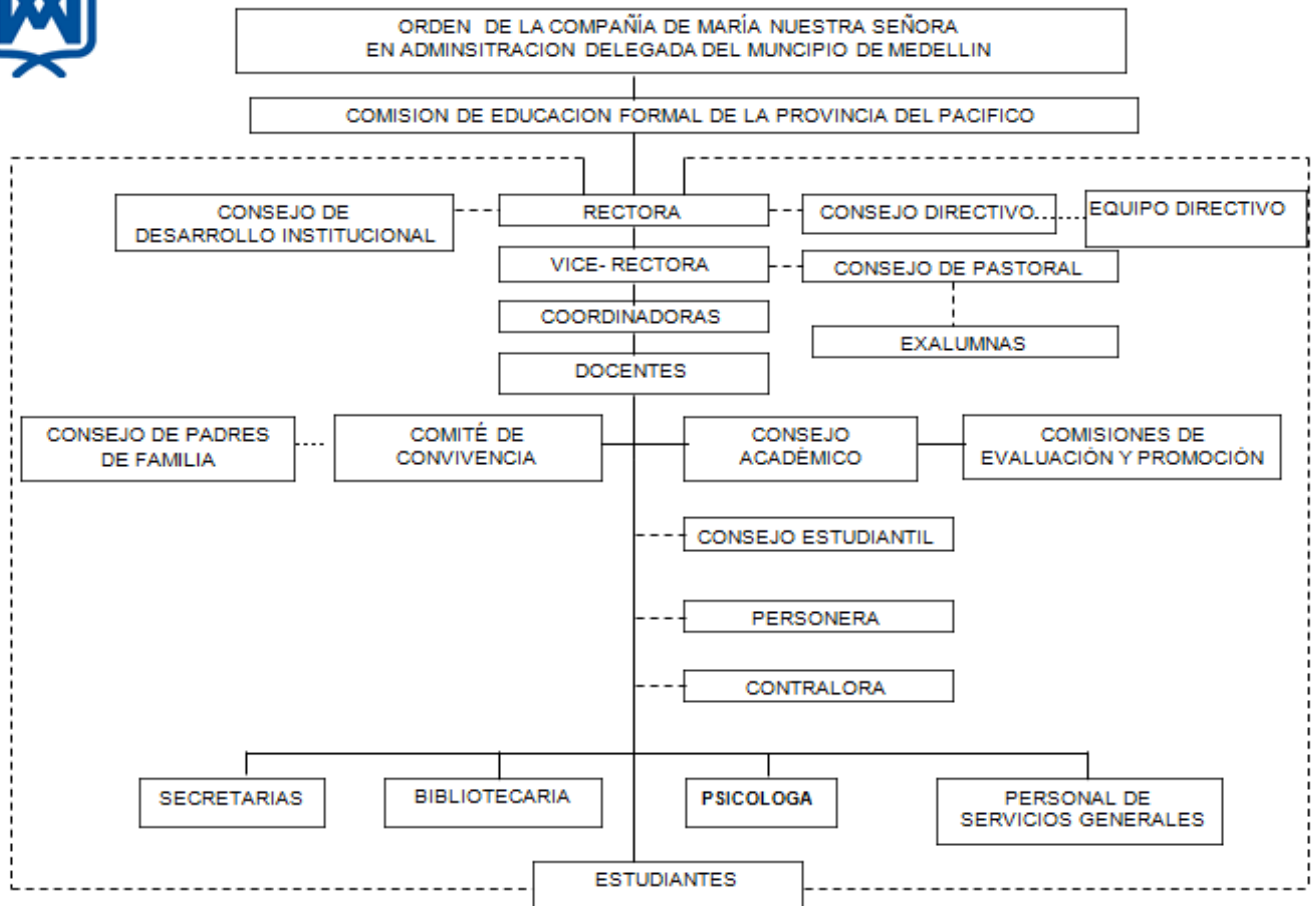 ORDEN DE LA COMPAÑÍA DE MARÍA NUESTRA SEÑORA
EN ADMINSITRACION DELEGADA DEL MUNCIPIO DE MEDELLIN
COMISION DE EDUCACION FORMAL DE LA PROVINCIA DEL PACIFICO
CONSEJO DE
DESARROLLO INSTITUCIONAL
RECTORA
CONSEJO DIRECTIVO
EQUIPO DIRECTIVO
VICE- RECTORA
CONSEJO DE PASTORAL
COORDINADORAS
EXALUMNAS
DOCENTES
CONSEJO DE PADRES
DE FAMILIA
COMITÉ DE
CONVIVENCIA
CONSEJO
ACADÉMICO
COMISIONES DE
EVALUACIÓN Y PROMOCIÓN
CONSEJO ESTUDIANTIL
PERSONERA
CONTRALORA
SECRETARIAS
BIBLIOTECARIA
PSICOLOGA
PERSONAL DE
SERVICIOS GENERALES
ESTUDIANTES